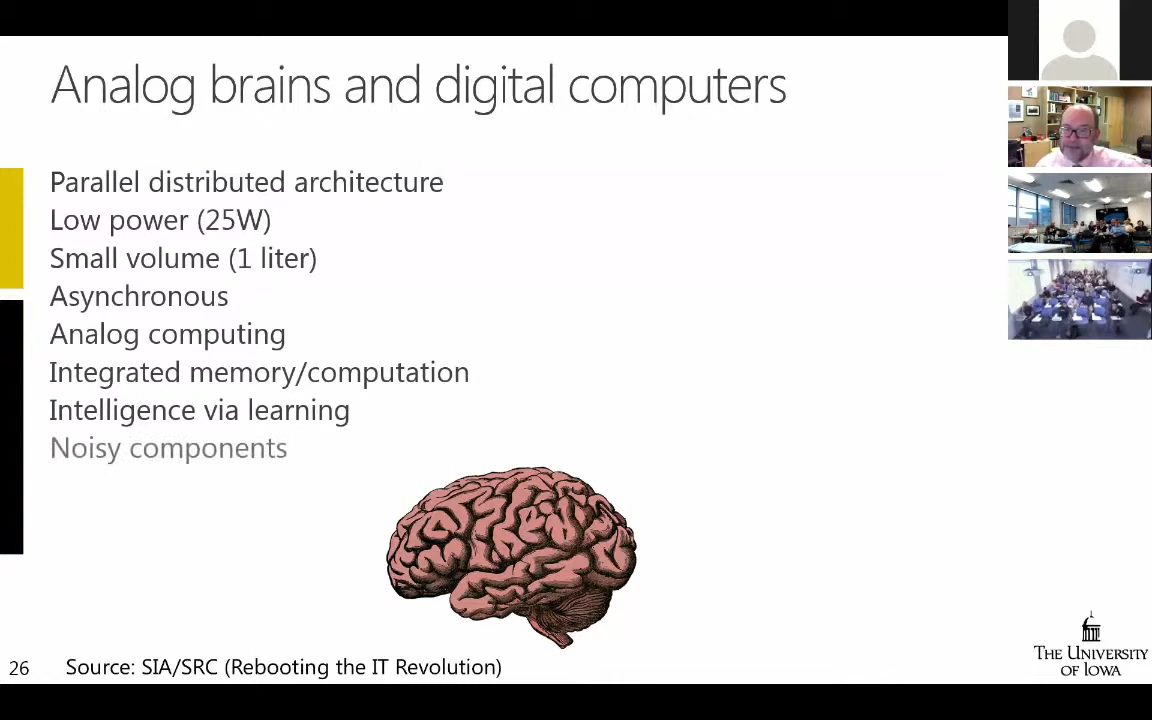 Analog brains and digital computers
Parallel distributed architecture
Low power (25W)
Small volume (1 liter)
Asynchronous
Analog computing
Integrated memory/computation
Intelligence via learning
Noisy components
26
Source: SIA/SRC (Rebooting the IT Revolution)
THE UNIVERSITY
OF IOWA